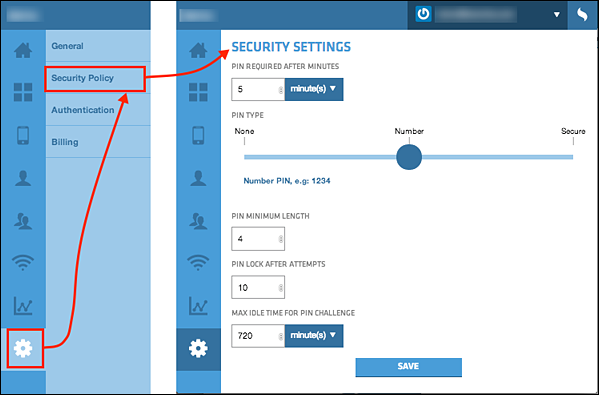 General
Security Policy
Authentication
Billing
SECURITY SETTINGS
PIN REQUIRED AFTER MINUTES
5 minute(s) ▼
PIN TYPE
None Number Secure
Number PIN, e.g: 1234
PIN MINIMUM LENGTH
4
PIN LOCK AFTER ATTEMPTS
10
MAX IDLE TIME FOR PIN CHALLENGE
720 minute(s) ▼
SAVE